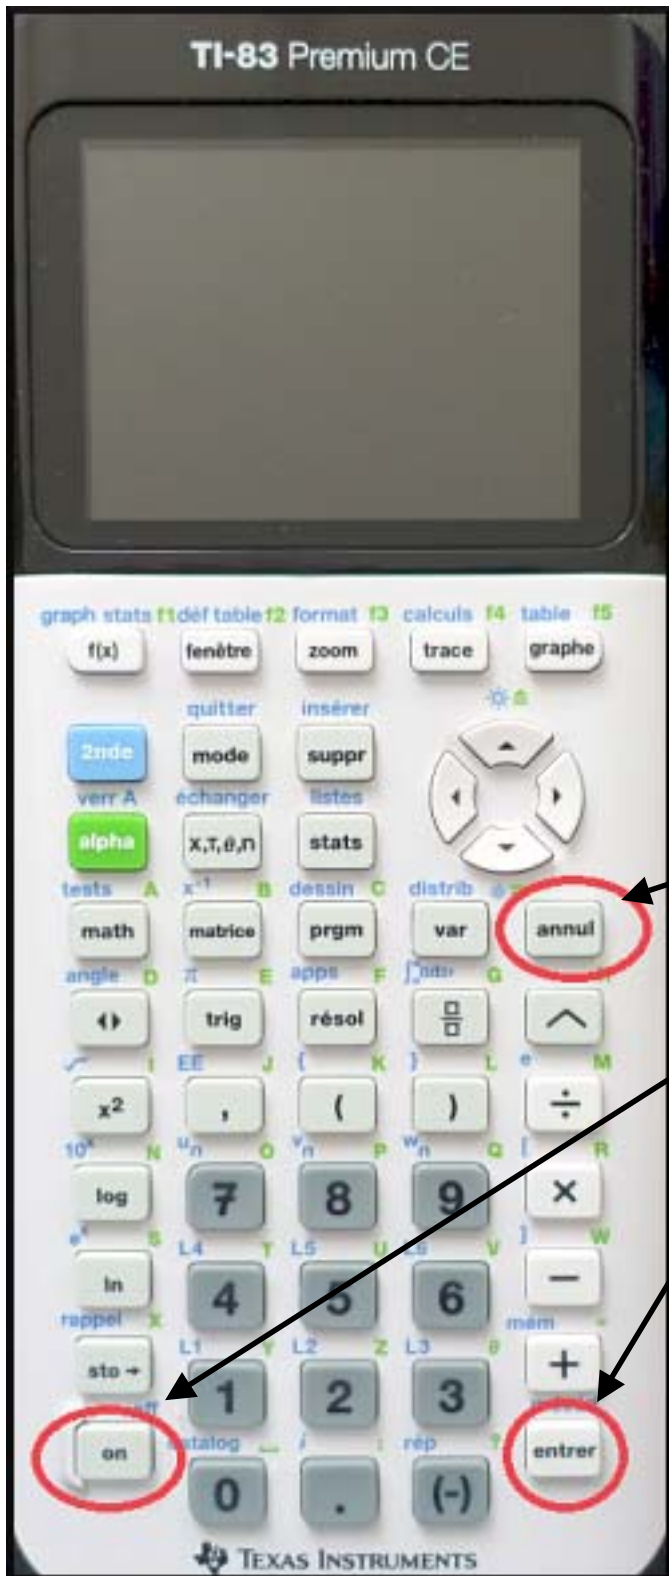 TI-83 Premium CE
graph stats f1 déf table f2 format f3 calculs f4 table f5
f(x) fenêtre zoom trace graphe
quitter insérer
2nde mode suppr
verr A échanger listes
alpha X,T,θ,n stats
tests A x⁻¹ B dessin C distrib
math matrice prgm var annul
angle D π E apps F G H
trig résol
√ I EE J { K } L e M
x² , ( ) ÷
10ˣ N uₙ O vₙ P wₙ Q [ R
log 7 8 9 ×
eˣ S L4 T L5 U L6 V ] W
ln 4 5 6 −
rappel X L1 Y L2 Z L3 θ mém "
sto→ 1 2 3 +
off catalog i : rép ?
on 0 . (-) entrer
TEXAS INSTRUMENTS